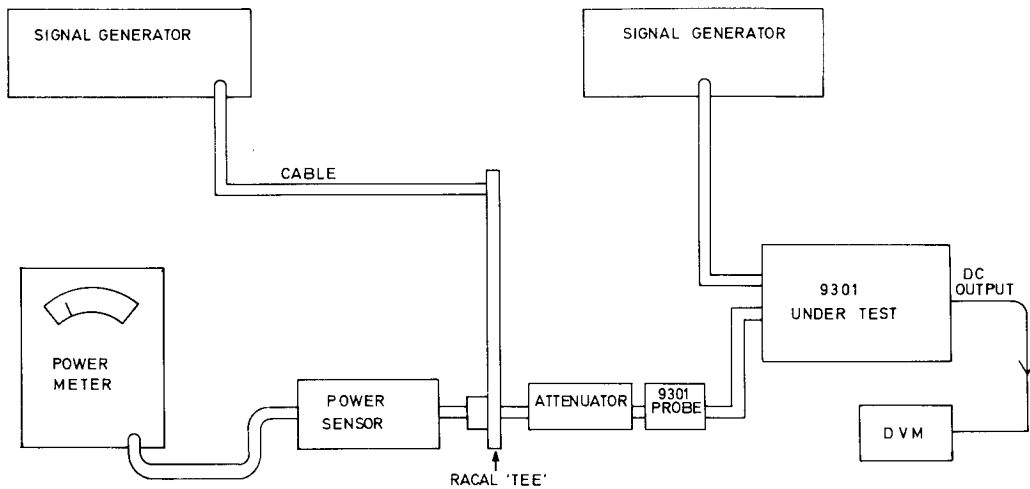 SIGNAL GENERATOR
SIGNAL GENERATOR
CABLE
9301
UNDER TEST
DC
OUTPUT
POWER
METER
POWER
SENSOR
ATTENUATOR
9301
PROBE
DVM
RACAL 'TEE'